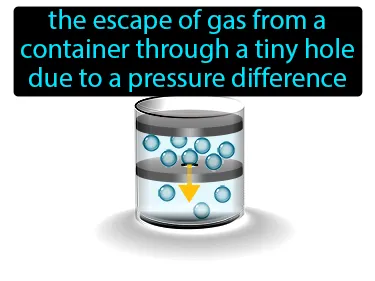 the escape of gas from a
container through a tiny hole
due to a pressure difference